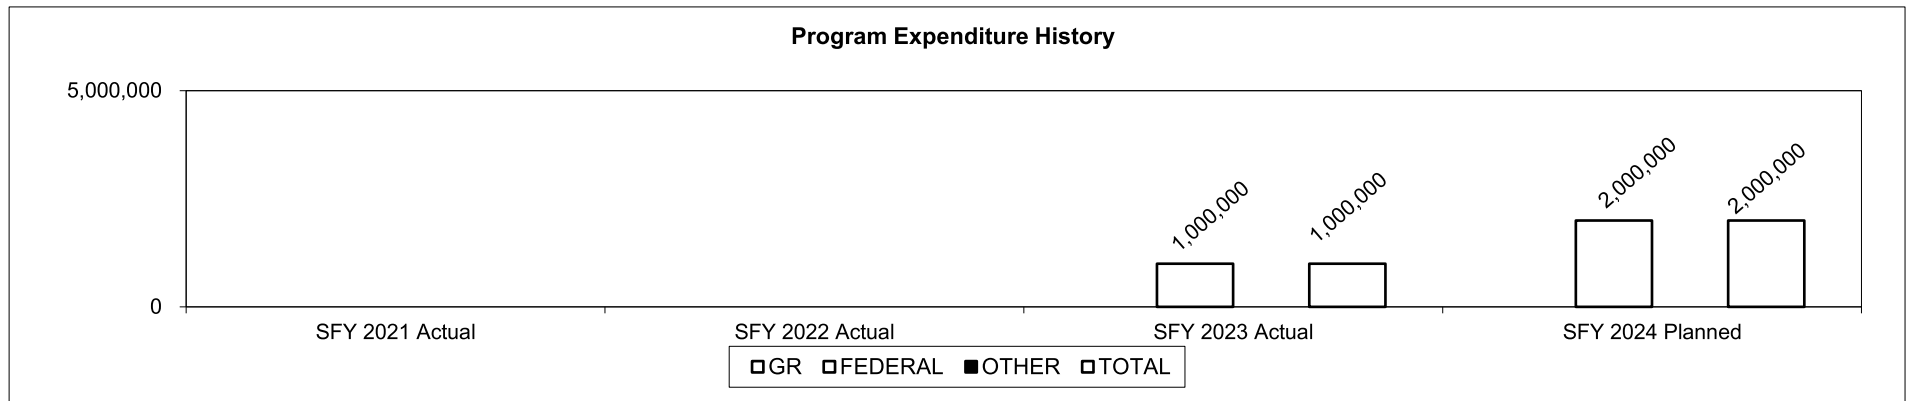 Program Expenditure History
5,000,000
0
1,000,000
1,000,000
2,000,000
2,000,000
SFY 2021 Actual
SFY 2022 Actual
SFY 2023 Actual
SFY 2024 Planned
GR FEDERAL OTHER TOTAL